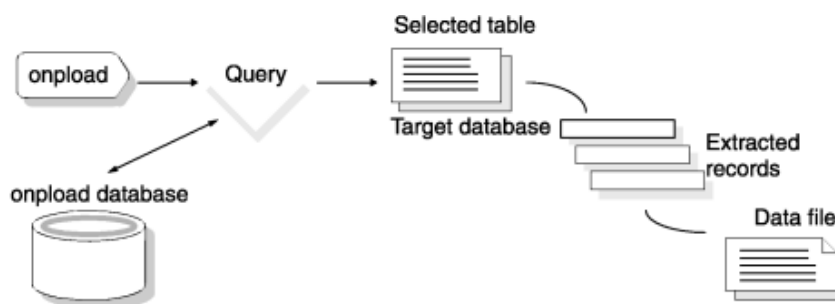 Selected table
onpload
Query
Target database
Extracted
records
onpload database
Data file